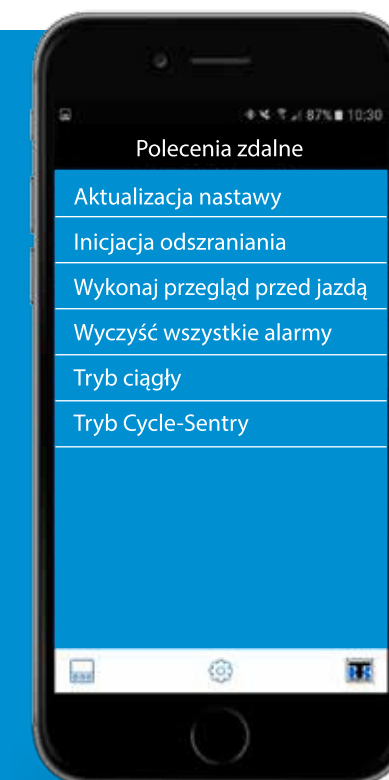 87% 10:30
Polecenia zdalne
Aktualizacja nastawy
Inicjacja odszraniania
Wykonaj przegląd przed jazdą
Wyczyść wszystkie alarmy
Tryb ciągły
Tryb Cycle-Sentry